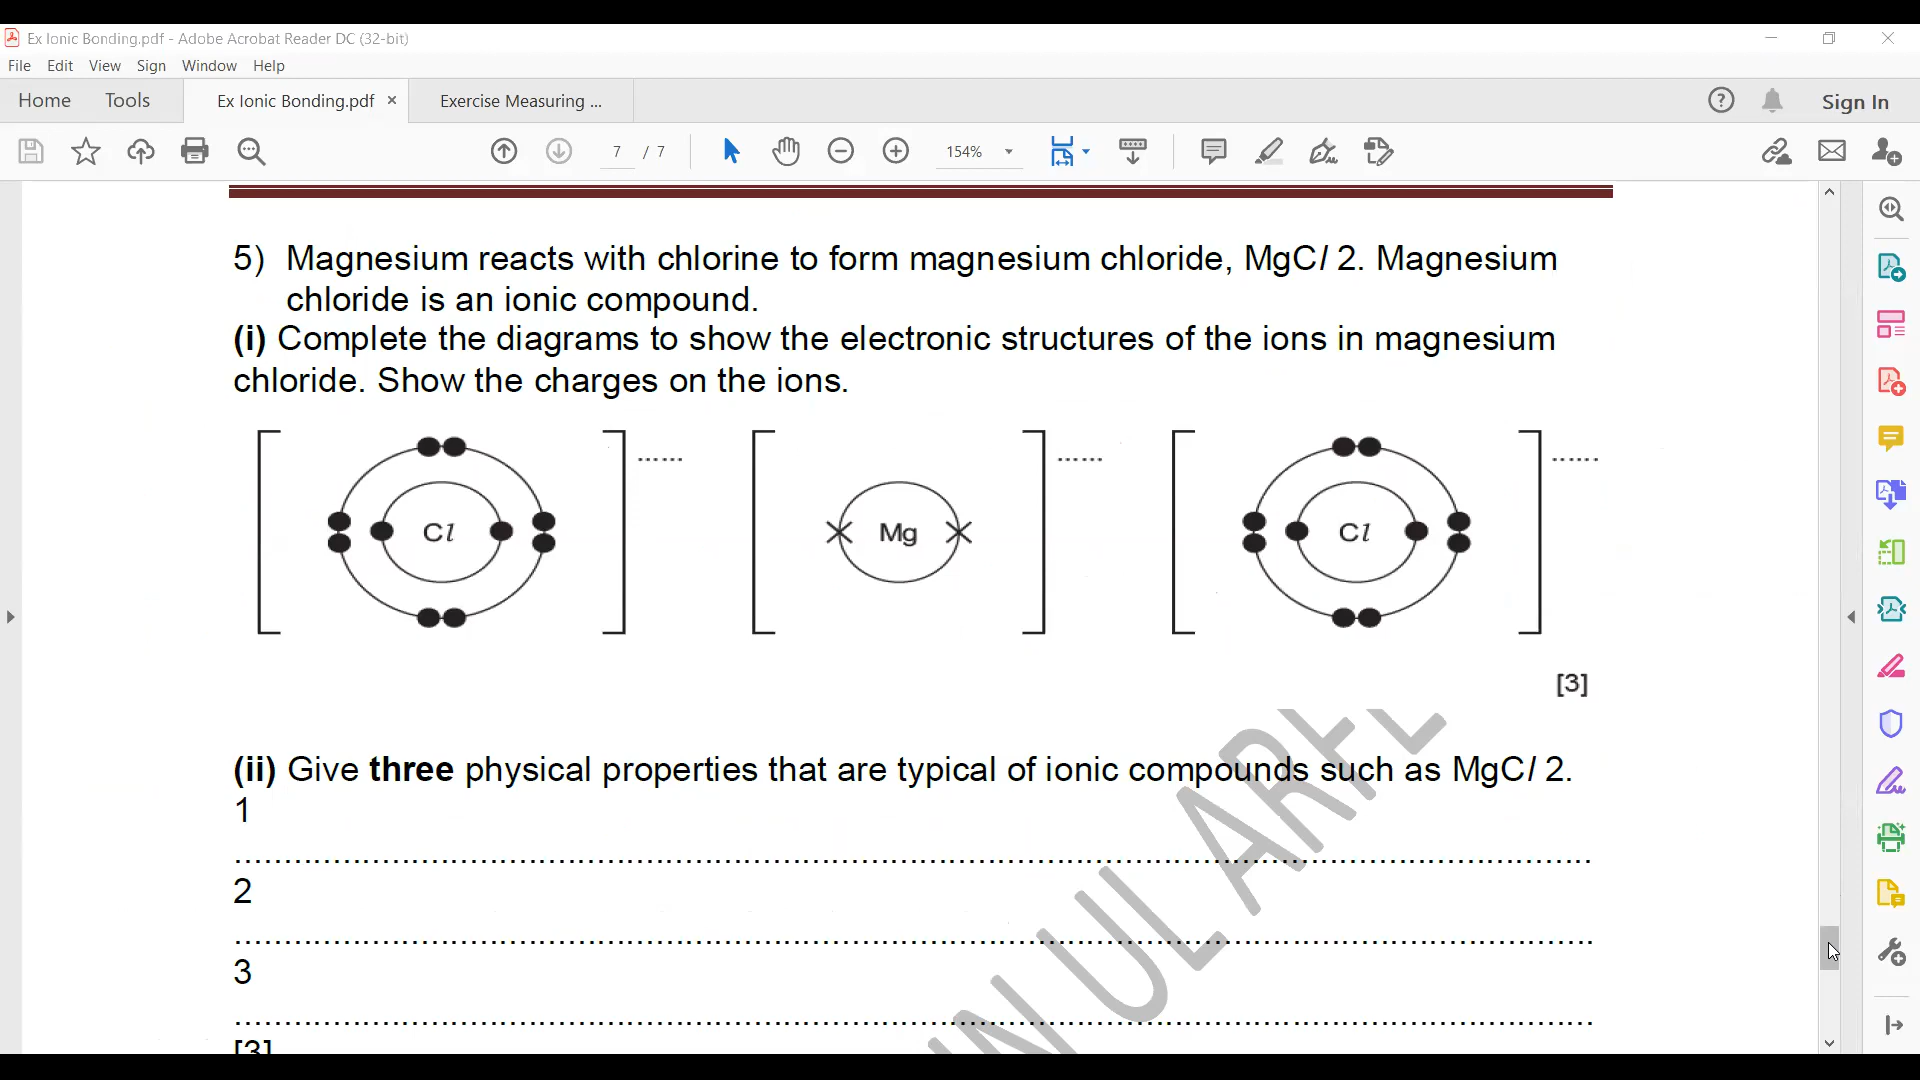 Ex Ionic Bonding.pdf - Adobe Acrobat Reader DC (32-bit)
File Edit View Sign Window Help
Home Tools Ex Ionic Bonding.pdf × Exercise Measuring ... Sign In
7 / 7 154%
5) Magnesium reacts with chlorine to form magnesium chloride, MgCl 2. Magnesium
chloride is an ionic compound.
(i) Complete the diagrams to show the electronic structures of the ions in magnesium
chloride. Show the charges on the ions.
...... ...... ......
Cl Mg Cl
[3]
(ii) Give three physical properties that are typical of ionic compounds such as MgCl 2.
1
2
3
[3]